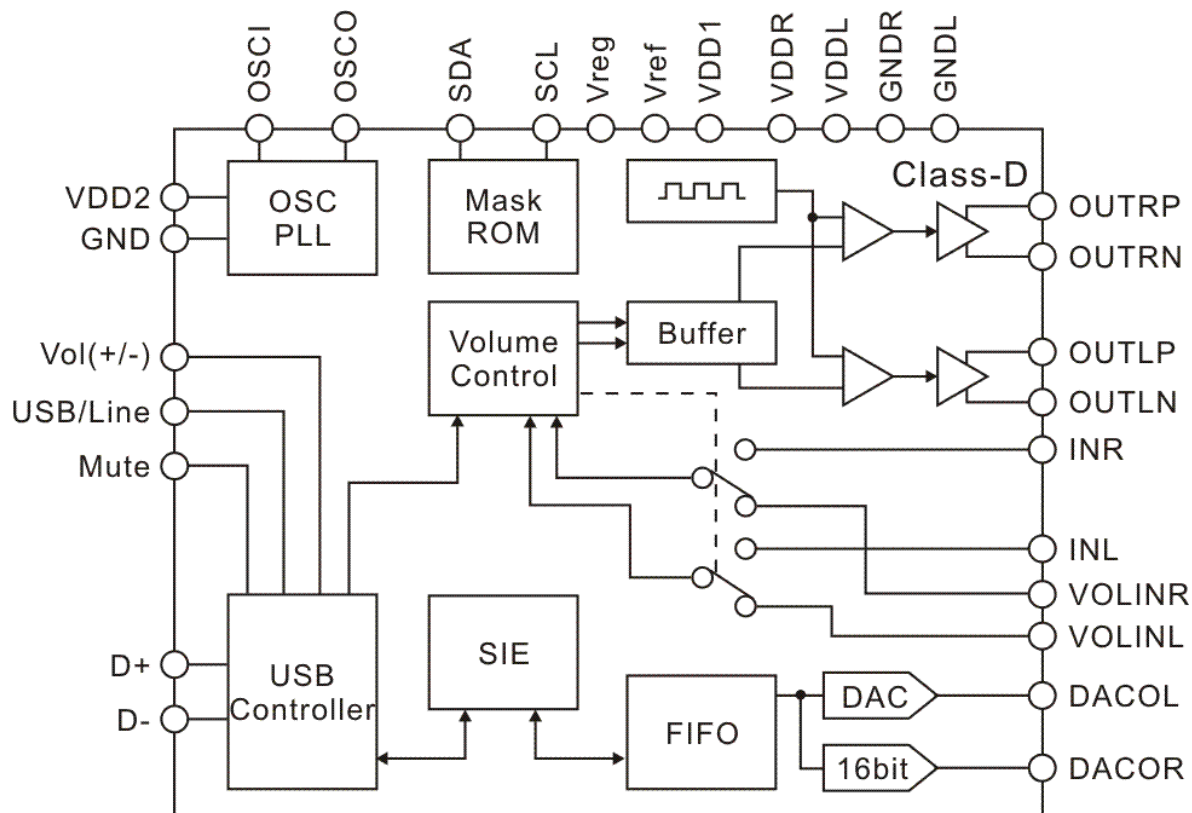 OSCI
OSCO
SDA
SCL
Vreg
Vref
VDD1
VDDR
VDDL
GNDR
GNDL
VDD2
GND
OSC
PLL
Mask
ROM
Class-D
OUTRP
OUTRN
Vol(+/-)
USB/Line
Mute
Volume
Control
Buffer
OUTLP
OUTLN
INR
INL
VOLINR
VOLINL
D+
D-
USB
Controller
SIE
FIFO
DAC
16bit
DACOL
DACOR